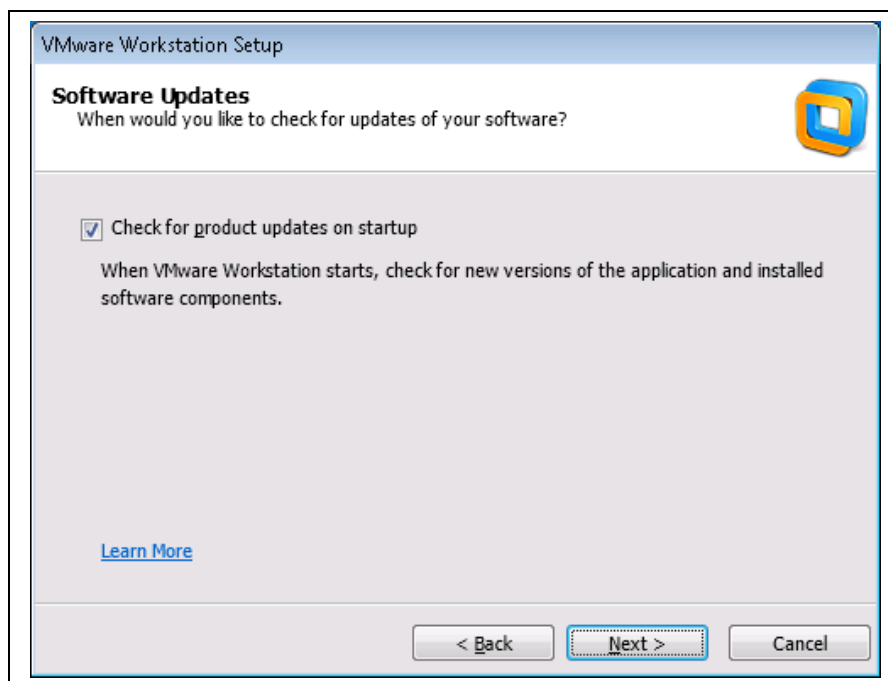 VMware Workstation Setup
Software Updates
When would you like to check for updates of your software?
Check for product updates on startup
When VMware Workstation starts, check for new versions of the application and installed
software components.
Learn More
< Back Next > Cancel